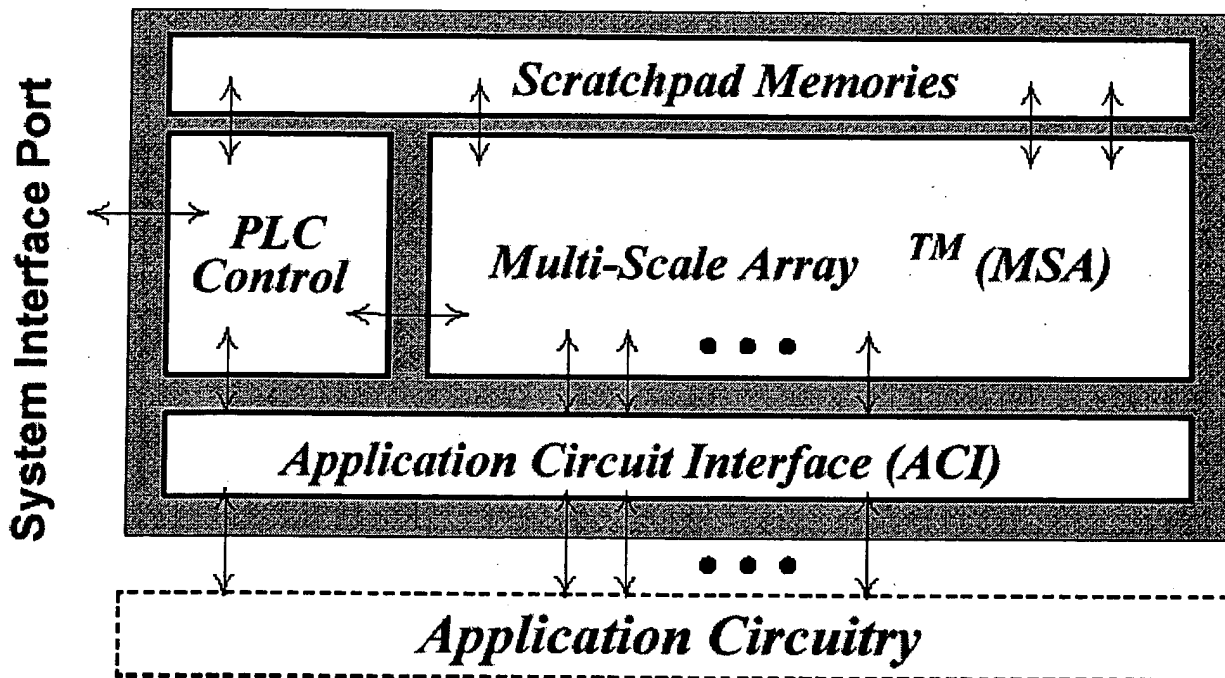 System Interface Port
Scratchpad Memories
PLC
Control
Multi-Scale Array TM (MSA)
Application Circuit Interface (ACI)
Application Circuitry